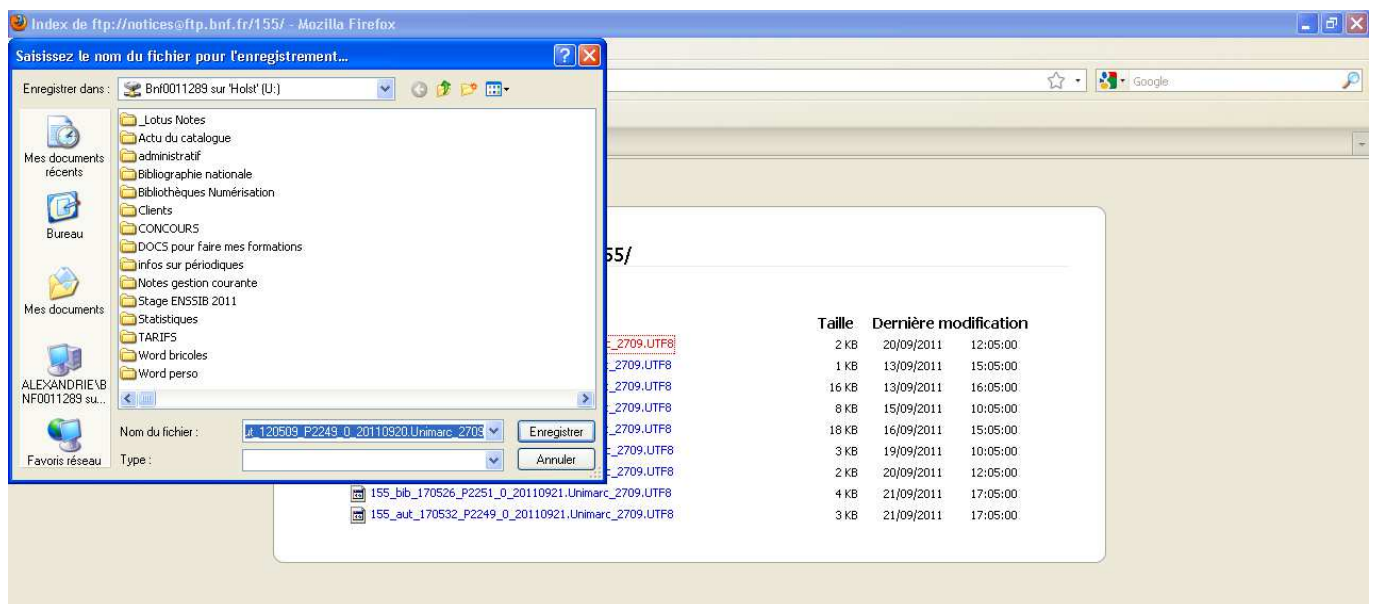 Index de ftp://notices@ftp.bnf.fr/155/ - Mozilla Firefox
Saisissez le nom du fichier pour l'enregistrement...
Enregistrer dans : Bnf0011289 sur 'Holst' (U:)
Google
Mes documents récents
Bureau
Mes documents
ALEXANDRIE\BNF0011289 su...
Favoris réseau
_Lotus Notes
Actu du catalogue
administratif
Bibliographie nationale
Bibliothèques Numérisation
Clients
CONCOURS
DOCS pour faire mes formations
infos sur périodiques
Notes gestion courante
Stage ENSSIB 2011
Statistiques
TARIFS
Word bricoles
Word perso
Nom du fichier : ut_120509_P2249_0_20110920.Unimarc_2709 Enregistrer
Type : Annuler
55/
Taille Dernière modification
c_2709.UTF8 2 KB 20/09/2011 12:05:00
_2709.UTF8 1 KB 13/09/2011 15:05:00
_2709.UTF8 16 KB 13/09/2011 16:05:00
_2709.UTF8 8 KB 15/09/2011 10:05:00
_2709.UTF8 18 KB 16/09/2011 15:05:00
c_2709.UTF8 3 KB 19/09/2011 10:05:00
c_2709.UTF8 2 KB 20/09/2011 12:05:00
155_bib_170526_P2251_0_20110921.Unimarc_2709.UTF8 4 KB 21/09/2011 17:05:00
155_aut_170532_P2249_0_20110921.Unimarc_2709.UTF8 3 KB 21/09/2011 17:05:00